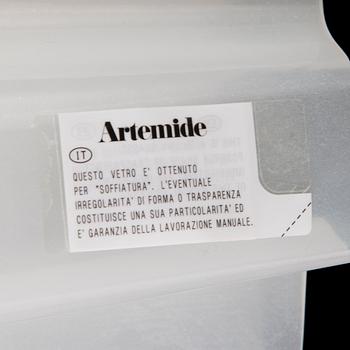 Artemide
IT
QUESTO VETRO E' OTTENUTO
PER "SOFFIATURA". L'EVENTUALE
IRREGOLARITA' DI FORMA O TRASPARENZA
COSTITUISCE UNA SUA PARTICOLARITA' ED
E' GARANZIA DELLA LAVORAZIONE MANUALE.